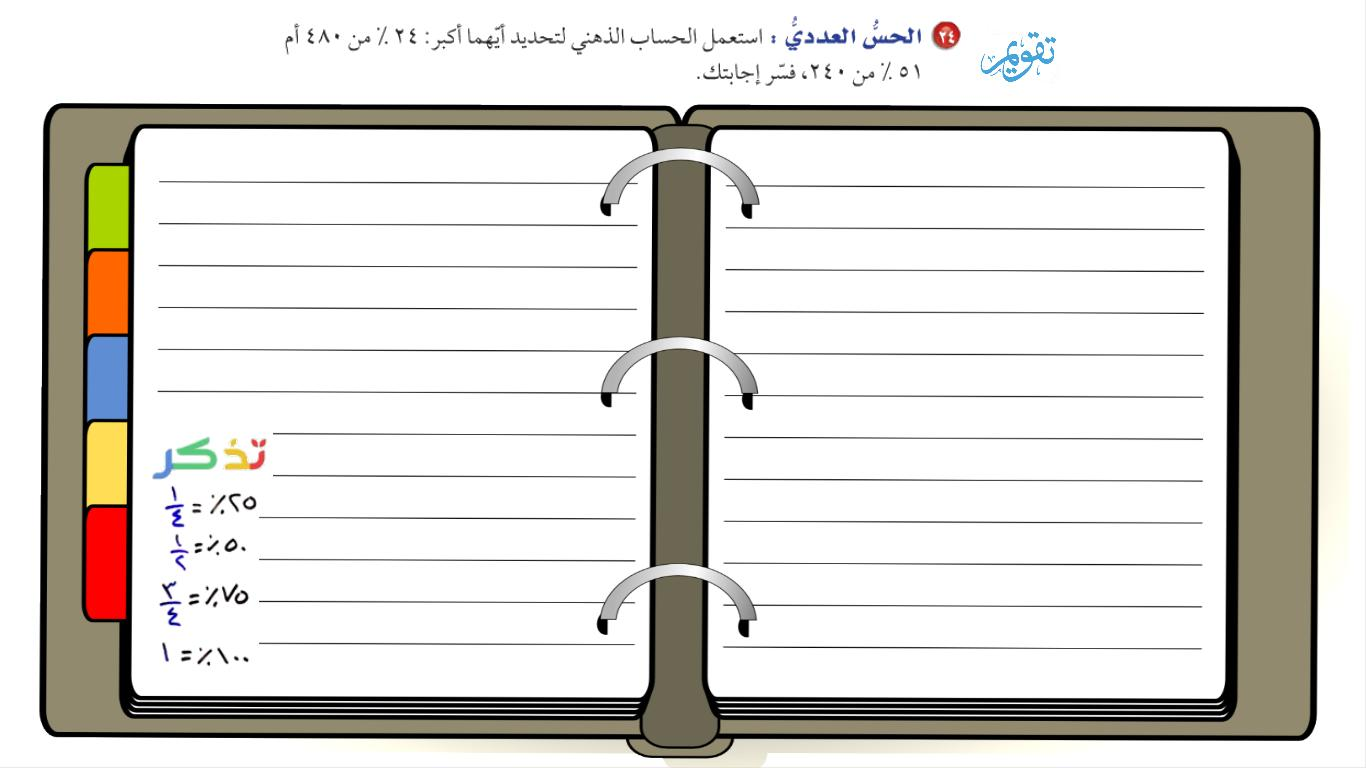 تقويم
٢٤ الحسُّ العدديُّ : استعمل الحساب الذهني لتحديد أيّهما أكبر: ٢٤ ٪ من ٤٨٠ أم
٥١ ٪ من ٢٤٠، فسّر إجابتك.
تذكر
٢٥٪ = ١/٤
٥٠٪ = ١/٢
٧٥٪ = ٣/٤
١٠٠٪ = ١